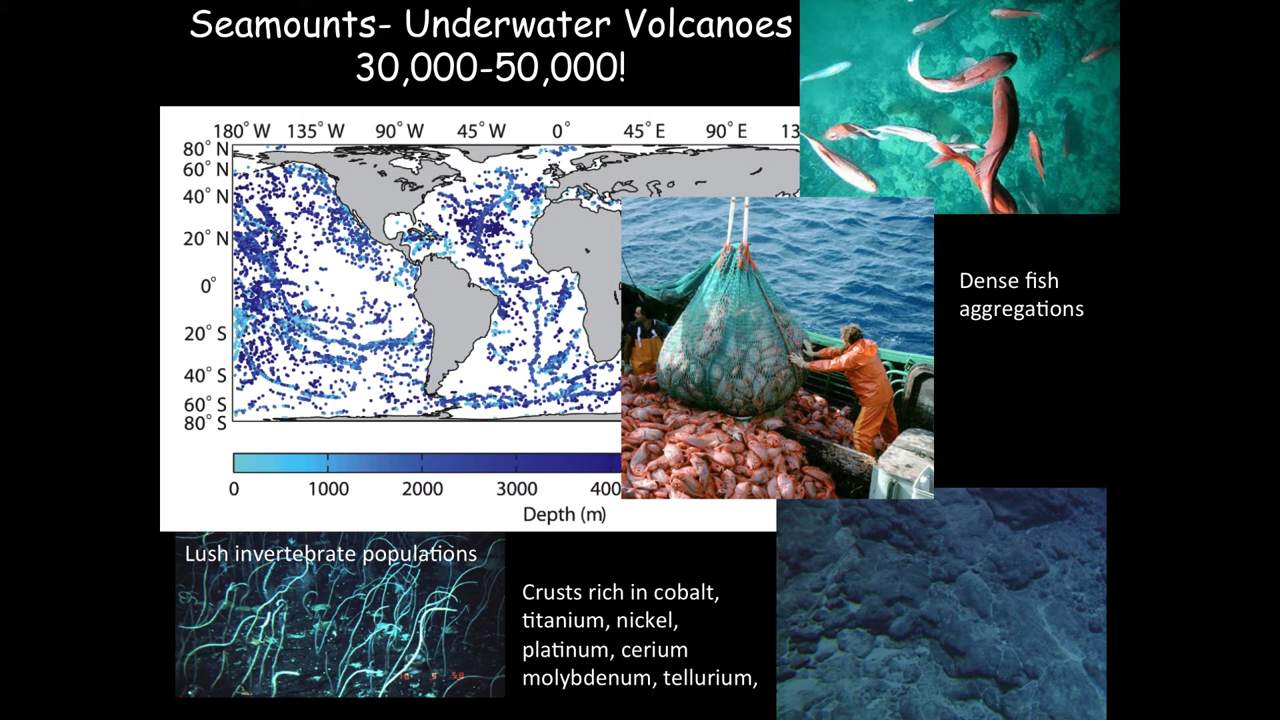 Seamounts- Underwater Volcanoes
30,000-50,000!
180° W 135° W 90° W 45° W 0° 45° E 90° E 13
80° N
60° N
40° N
20° N
0°
20° S
40° S
60° S
80° S
0 1000 2000 3000 400
Depth (m)
Dense fish
aggregations
Lush invertebrate populations
Crusts rich in cobalt,
titanium, nickel,
platinum, cerium
molybdenum, tellurium,